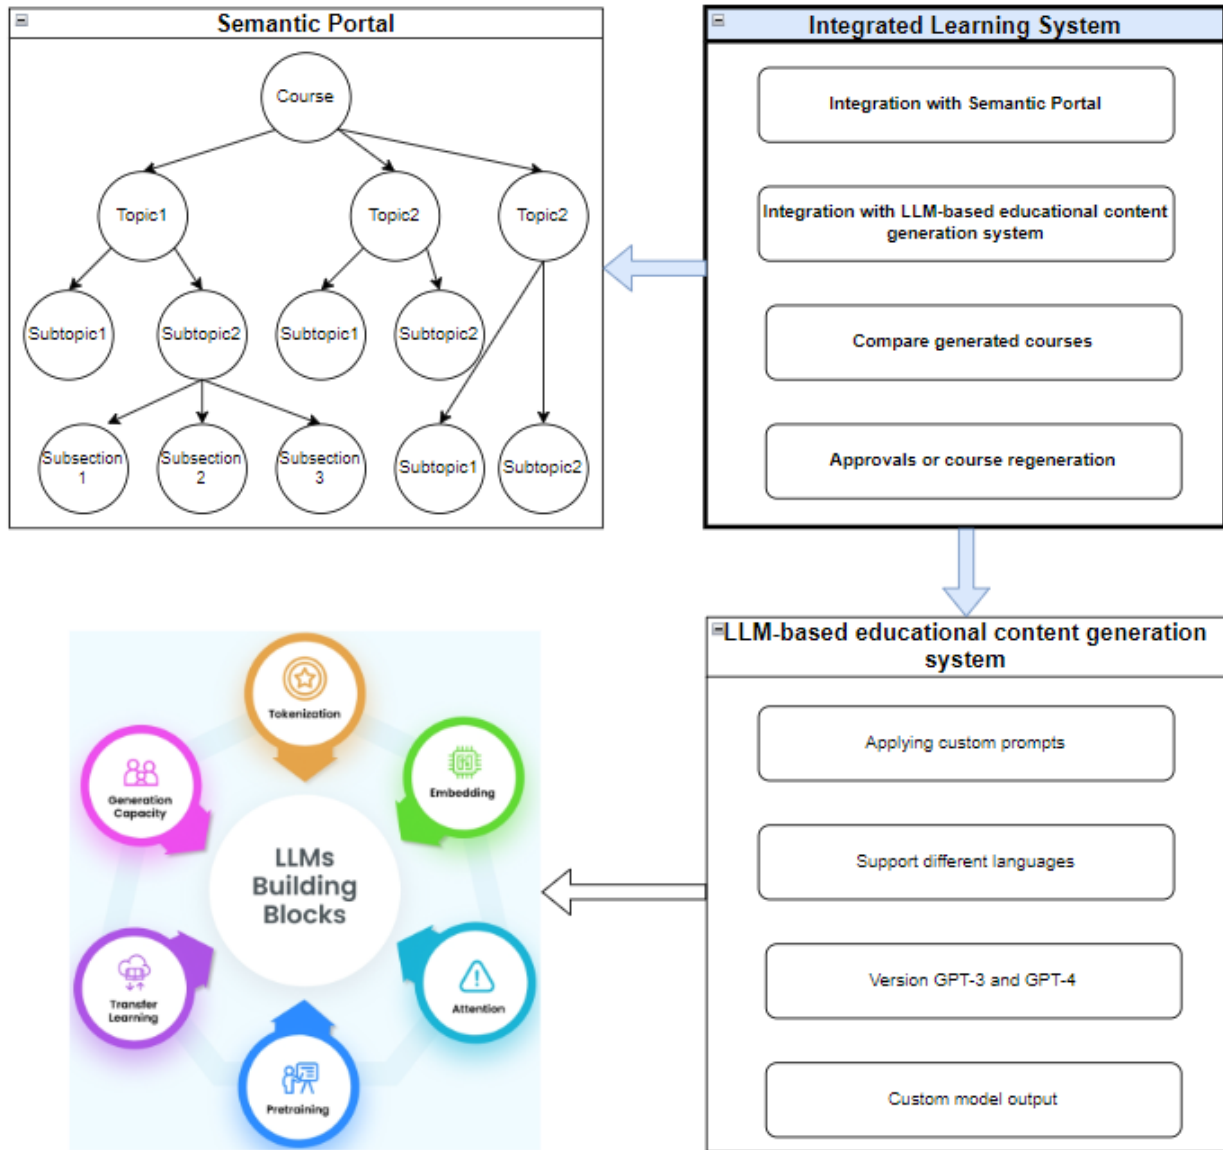 Semantic Portal
Course
Topic1
Topic2
Topic2
Subtopic1
Subtopic2
Subtopic1
Subtopic2
Subsection
1
Subsection
2
Subsection
3
Subtopic1
Subtopic2
Integrated Learning System
Integration with Semantic Portal
Integration with LLM-based educational content
generation system
Compare generated courses
Approvals or course regeneration
LLM-based educational content generation
system
Applying custom prompts
Support different languages
Version GPT-3 and GPT-4
Custom model output
Tokenization
Embedding
Attention
Pretraining
Transfer
Learning
Generation
Capacity
LLMs
Building
Blocks